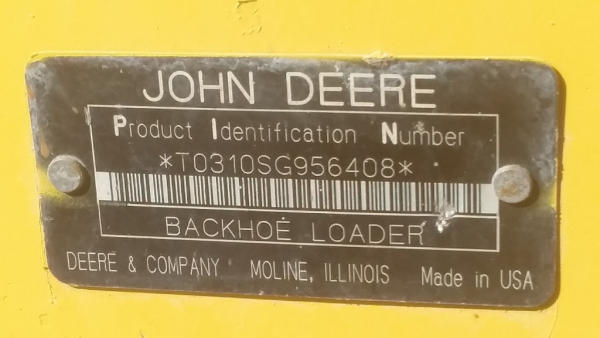 JOHN DEERE
Product Identification Number
*T0310SG956408*
BACKHOE LOADER
DEERE & COMPANY MOLINE, ILLINOIS Made in USA